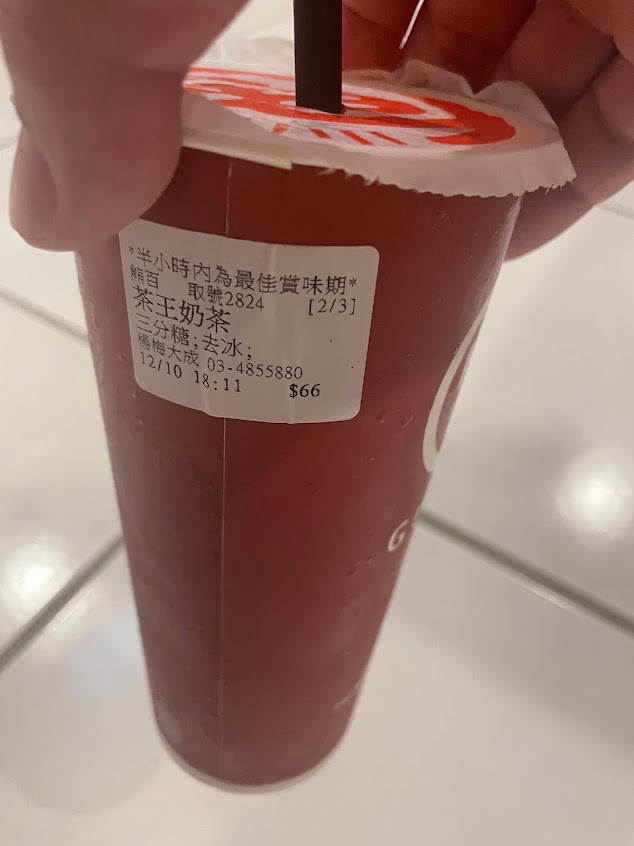 *半小時內為最佳賞味期*
熊百 取號2824 [2/3]
茶王奶茶
三分糖;去冰;
楊梅大成 03-4855880
12/10 18:11 $66
G